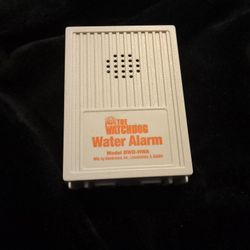 THE
WATCHDOG
Water Alarm
Model BWD-HWA